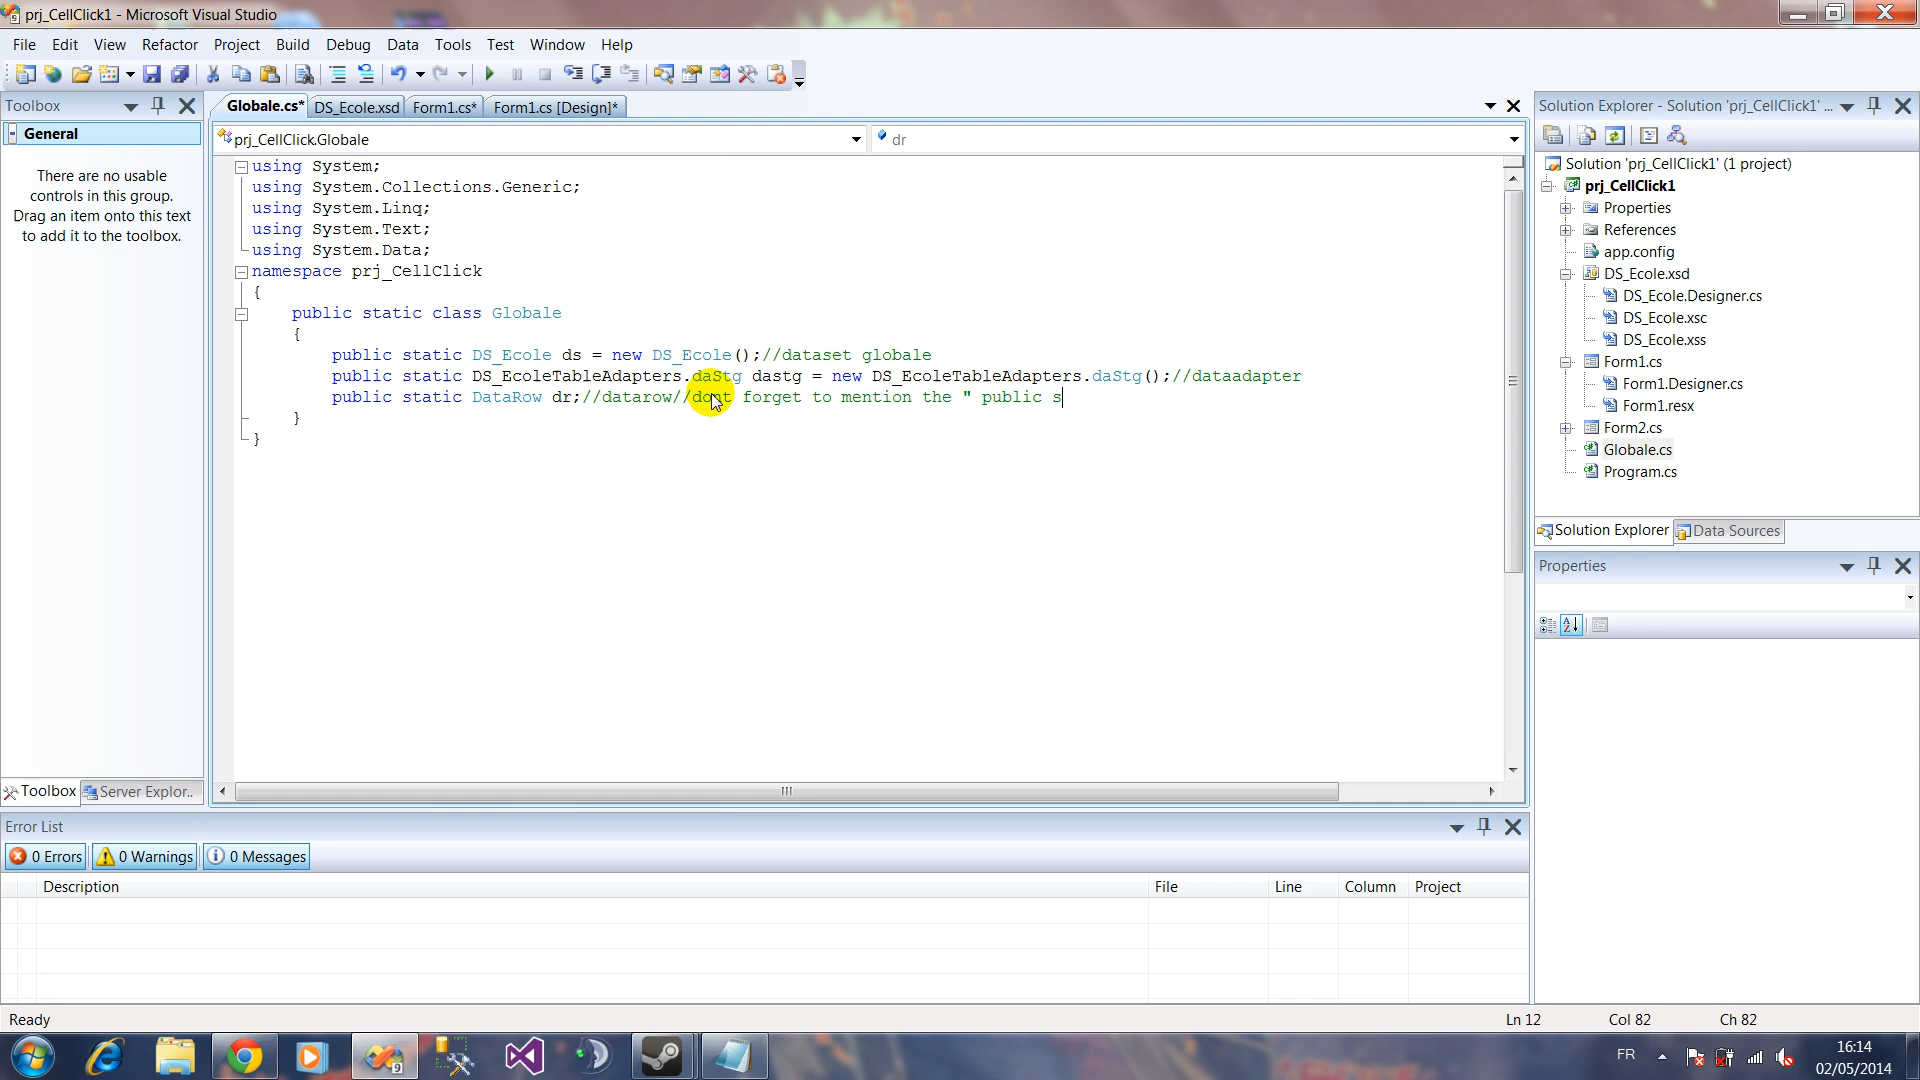 prj_CellClick1 - Microsoft Visual Studio
File Edit View Refactor Project Build Debug Data Tools Test Window Help
Toolbox
General
There are no usable
controls in this group.
Drag an item onto this text
to add it to the toolbox.
Toolbox Server Explor..
Globale.cs* DS_Ecole.xsd Form1.cs* Form1.cs [Design]*
prj_CellClick.Globale dr
using System;
using System.Collections.Generic;
using System.Linq;
using System.Text;
using System.Data;
namespace prj_CellClick
{
public static class Globale
{
public static DS_Ecole ds = new DS_Ecole();//dataset globale
public static DS_EcoleTableAdapters.daStg dastg = new DS_EcoleTableAdapters.daStg();//dataadapter
public static DataRow dr;//datarow//dont forget to mention the " public s
}
}
Solution Explorer - Solution 'prj_CellClick1' ...
Solution 'prj_CellClick1' (1 project)
prj_CellClick1
Properties
References
app.config
DS_Ecole.xsd
DS_Ecole.Designer.cs
DS_Ecole.xsc
DS_Ecole.xss
Form1.cs
Form1.Designer.cs
Form1.resx
Form2.cs
Globale.cs
Program.cs
Solution Explorer Data Sources
Properties
Error List
0 Errors 0 Warnings 0 Messages
Description File Line Column Project
Ready Ln 12 Col 82 Ch 82
FR 16:14
02/05/2014